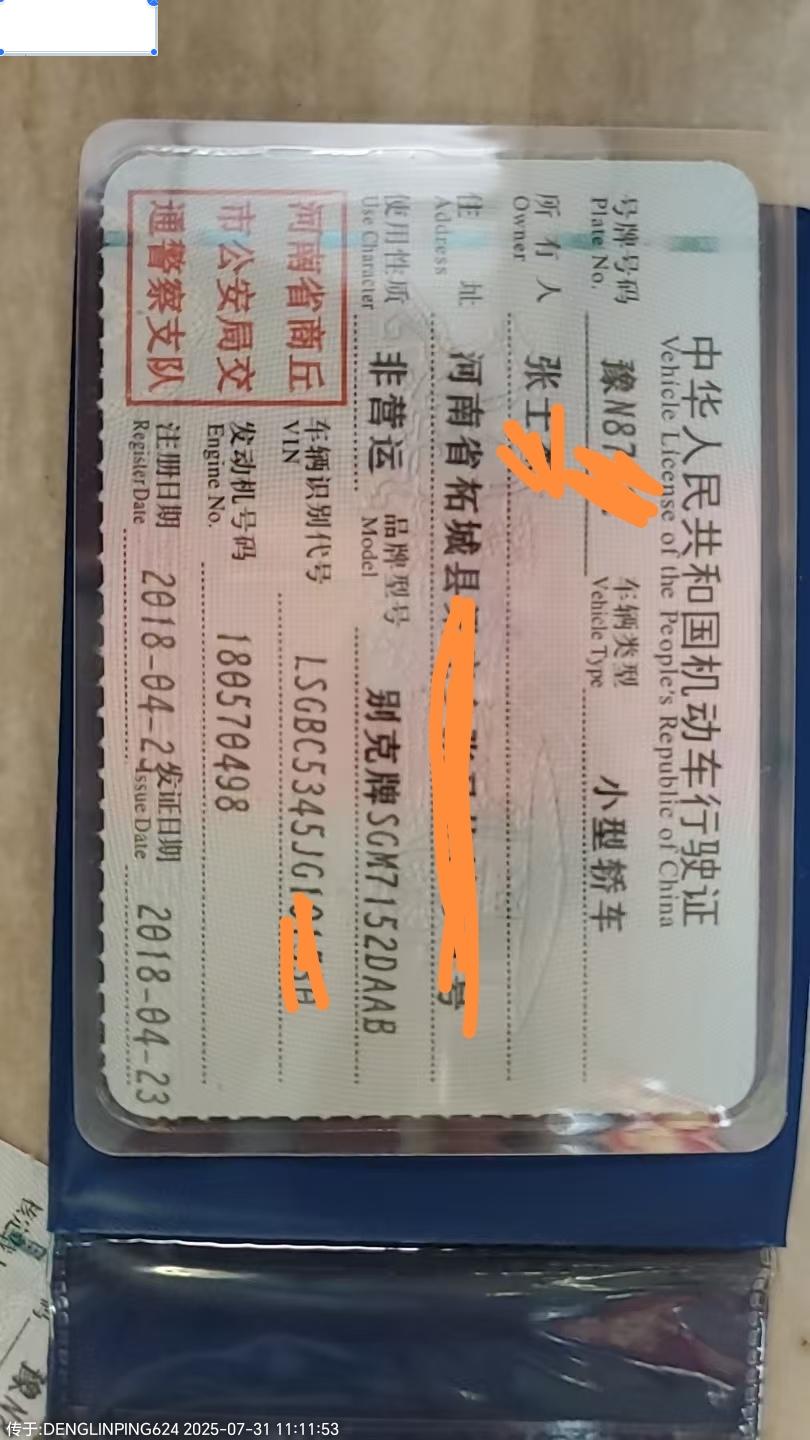 中华人民共和国机动车行驶证
Vehicle License of the People's Republic of China
号牌号码 豫N87 车辆类型 小型轿车
Plate No. Vehicle Type
所有人 张
Owner
住址 河南省柘城县 号
Address
使用性质 非营运 品牌型号 别克牌SGM7152DAAB
Use Character Model
河南省商丘
市公安局交
通警察支队
车辆识别代号 LSGBC5345JG1
VIN
发动机号码 180570498
Engine No.
注册日期 2018-04-23 发证日期 2018-04-23
Register Date Issue Date
传于:DENGLINPING624 2025-07-31 11:11:53